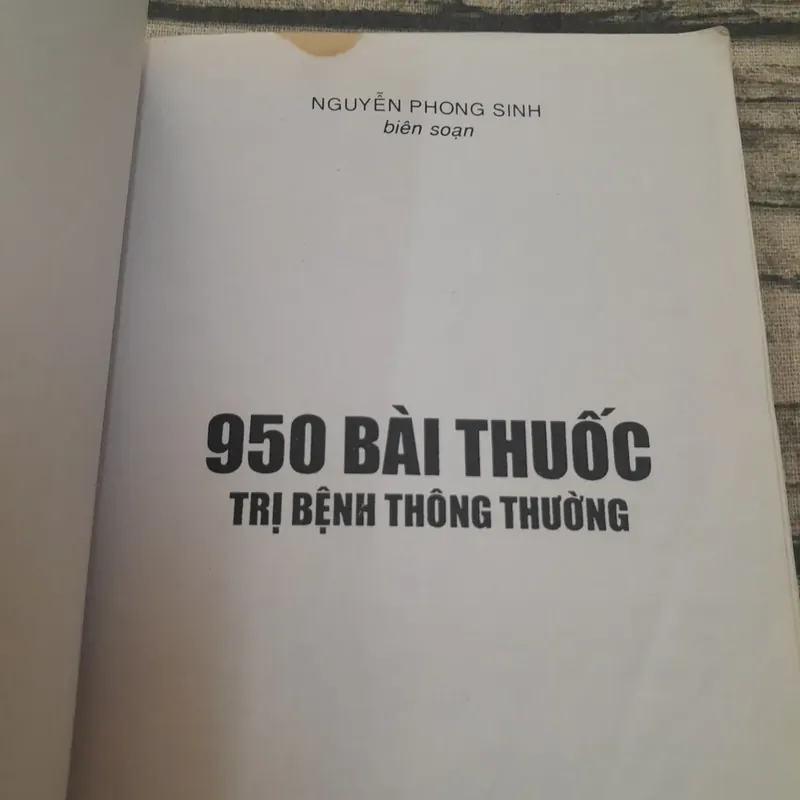 NGUYỄN PHONG SINH
biên soạn
950 BÀI THUỐC
TRỊ BỆNH THÔNG THƯỜNG